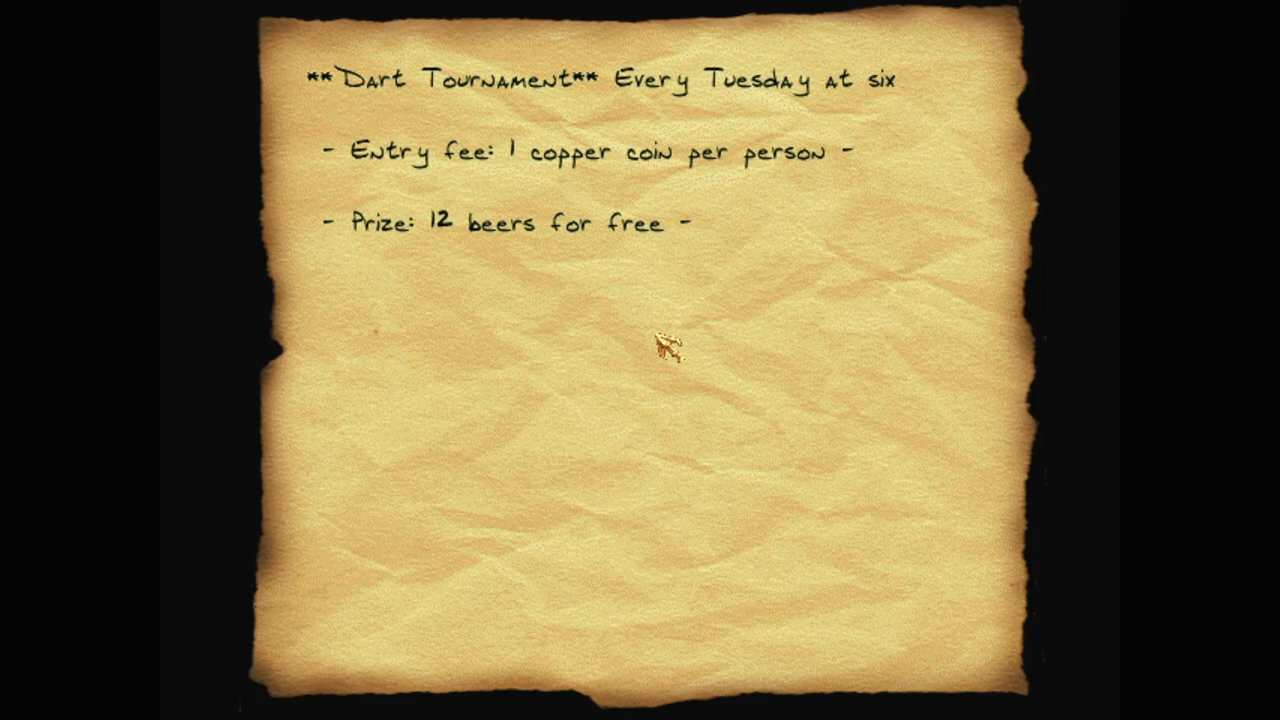 **Dart Tournament** Every Tuesday at six
- Entry fee: 1 copper coin per person -
- Prize: 12 beers for free -